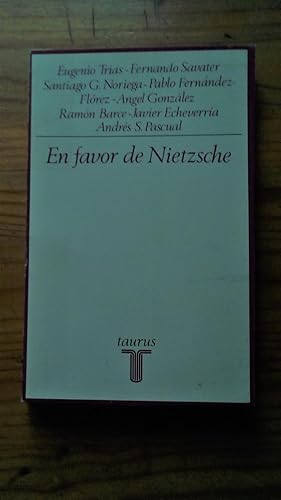 Eugenio Trías - Fernando Savater
Santiago G. Noriega - Pablo Fernández-
Flórez - Angel González
Ramón Barce - Javier Echeverría
Andrés S. Pascual
En favor de Nietzsche
taurus